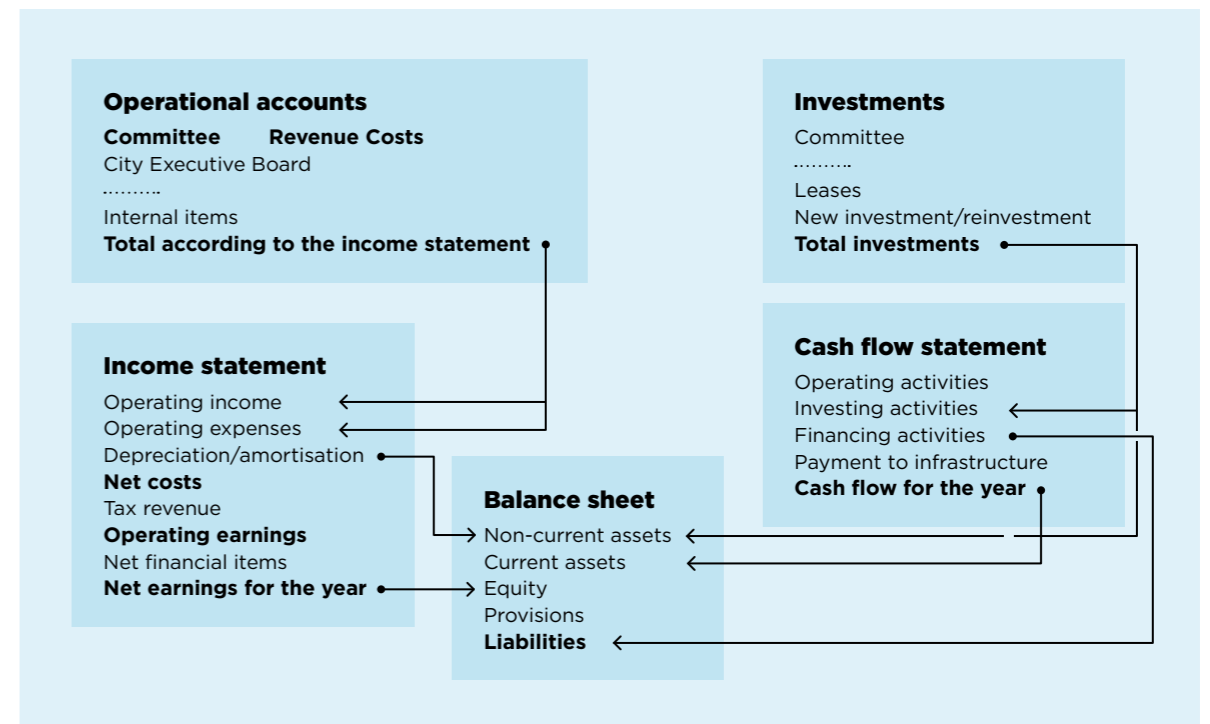 Operational accounts
Committee Revenue Costs
City Executive Board
..........
Internal items
Total according to the income statement
Investments
Committee
..........
Leases
New investment/reinvestment
Total investments
Income statement
Operating income
Operating expenses
Depreciation/amortisation
Net costs
Tax revenue
Operating earnings
Net financial items
Net earnings for the year
Cash flow statement
Operating activities
Investing activities
Financing activities
Payment to infrastructure
Cash flow for the year
Balance sheet
Non-current assets
Current assets
Equity
Provisions
Liabilities